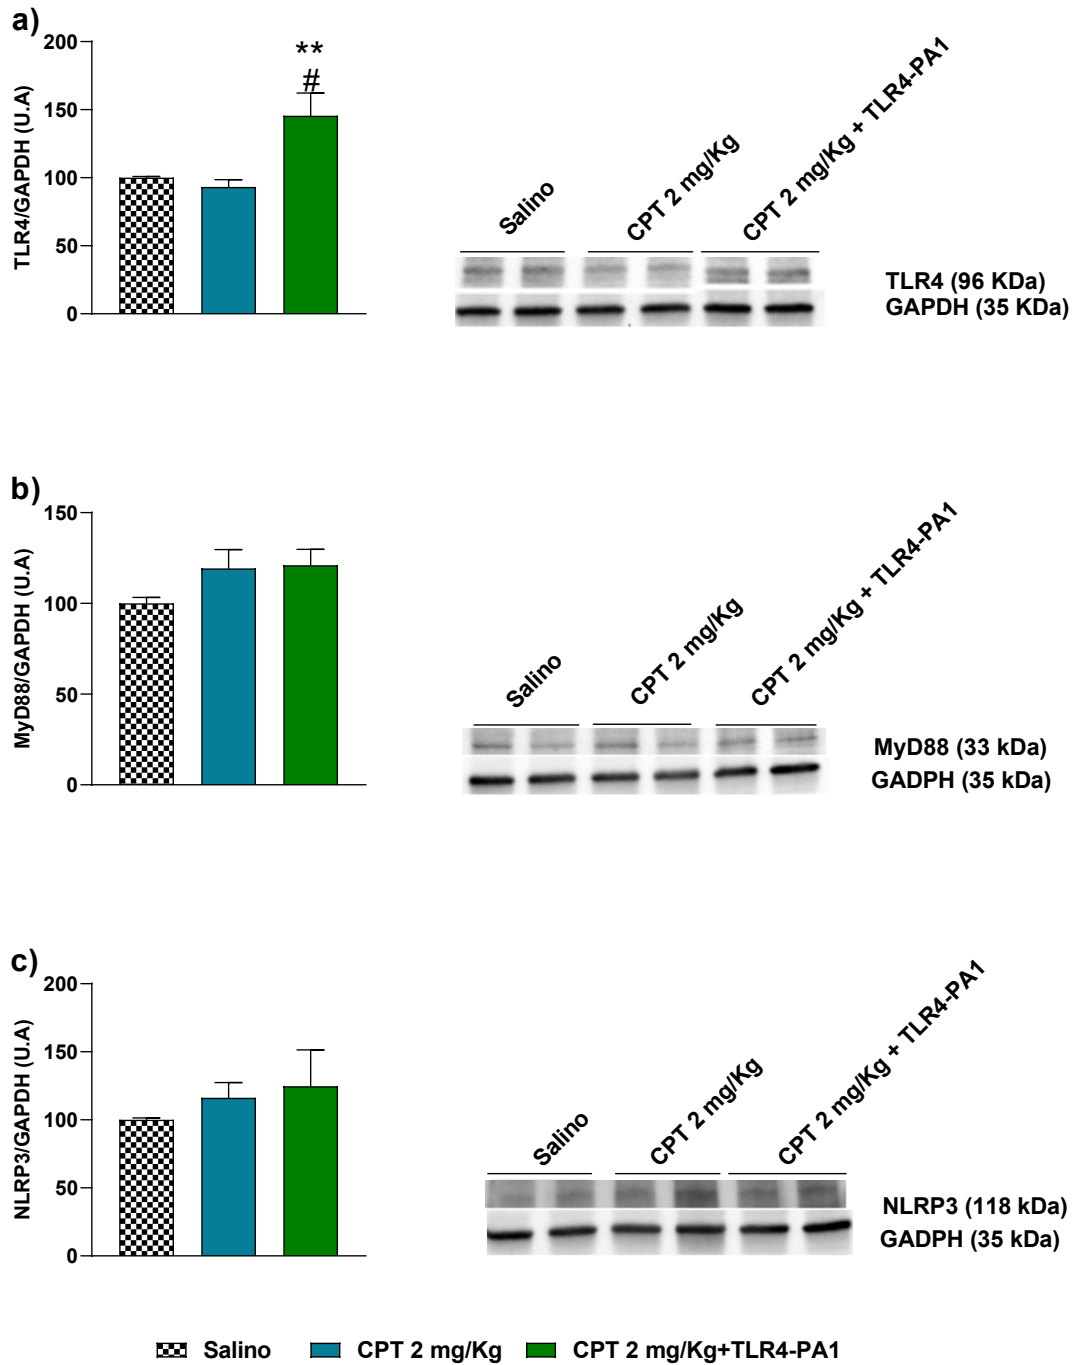 a)
TLR4/GAPDH (U.A)
200
150
100
50
0
**
#
Salino
CPT 2 mg/Kg
CPT 2 mg/Kg + TLR4-PA1
TLR4 (96 KDa)
GAPDH (35 KDa)
b)
MyD88/GAPDH (U.A)
150
100
50
0
Salino
CPT 2 mg/Kg
CPT 2 mg/Kg + TLR4-PA1
MyD88 (33 kDa)
GADPH (35 kDa)
c)
NLRP3/GAPDH (U.A)
200
150
100
50
0
Salino
CPT 2 mg/Kg
CPT 2 mg/Kg + TLR4-PA1
NLRP3 (118 kDa)
GADPH (35 kDa)
Salino CPT 2 mg/Kg CPT 2 mg/Kg+TLR4-PA1